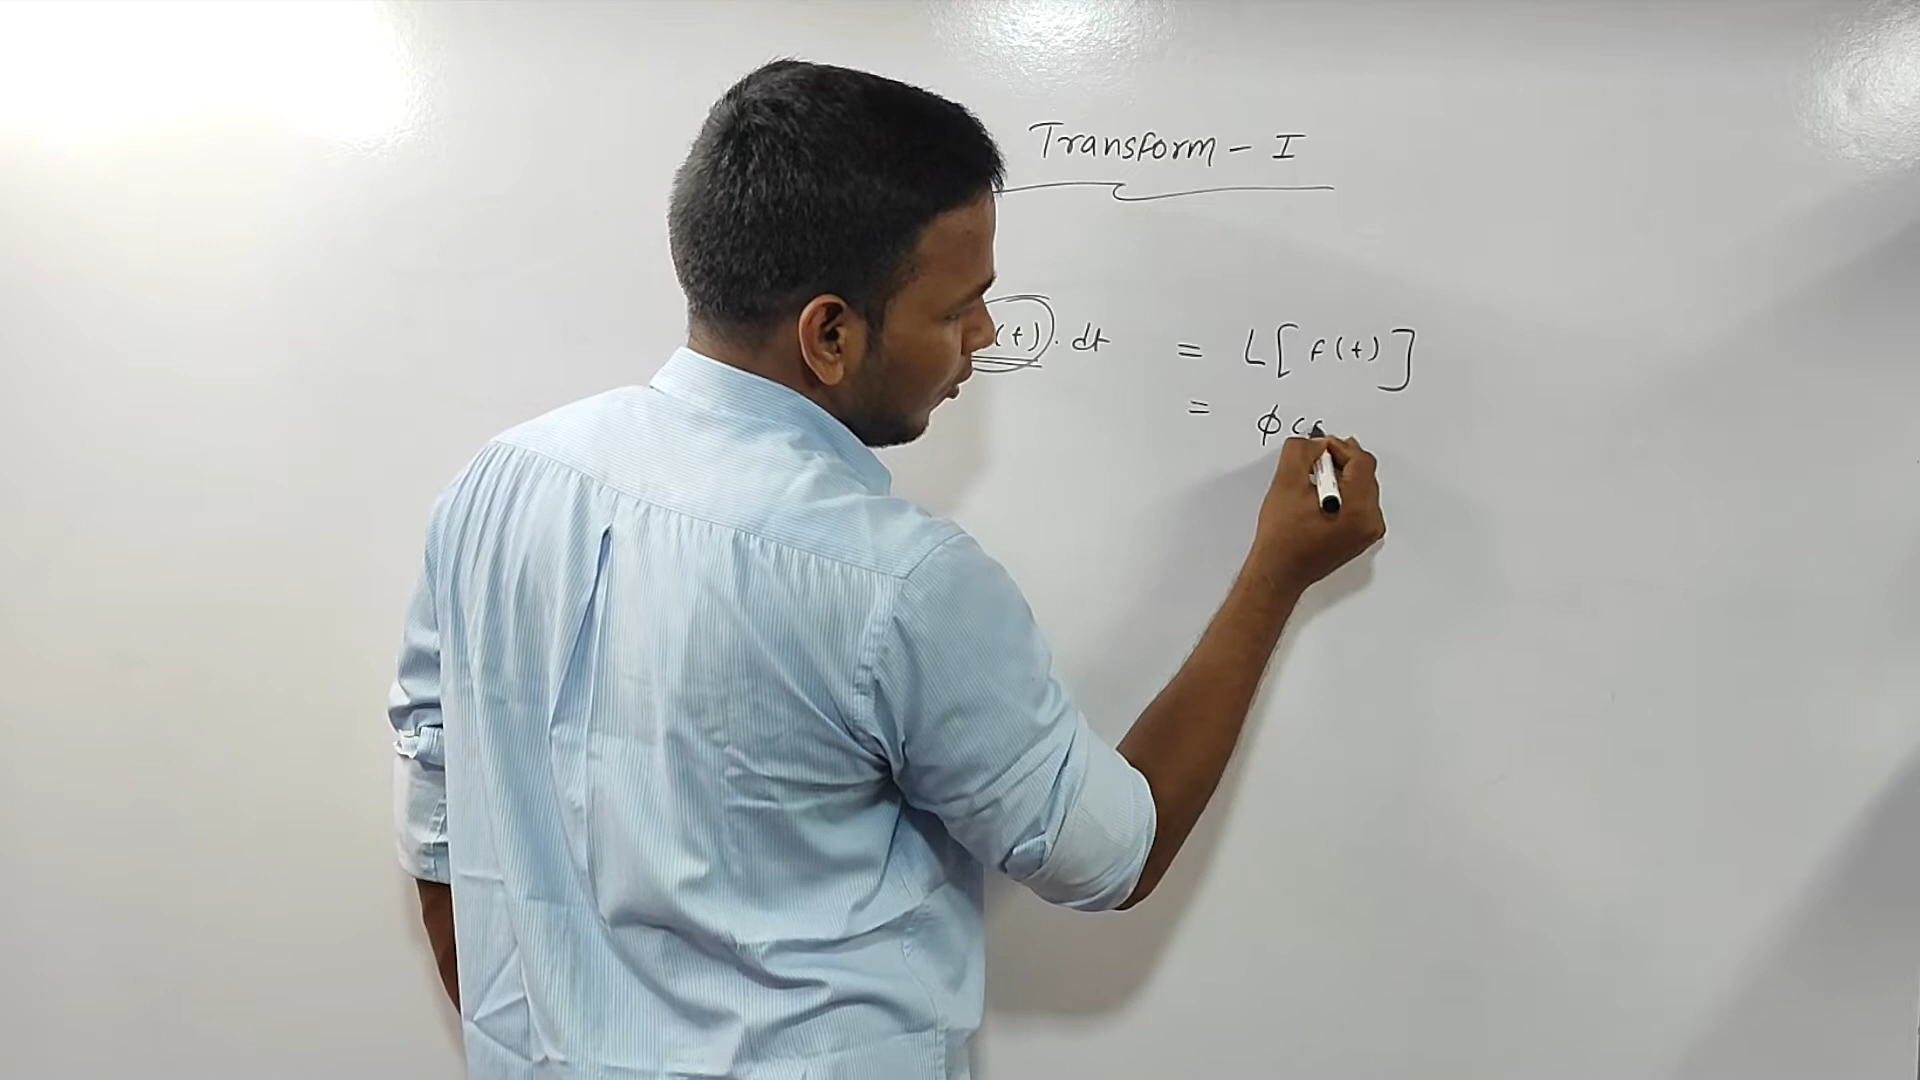 Transform - I
(t) . dt = L[f(t)]
= ϕ(s